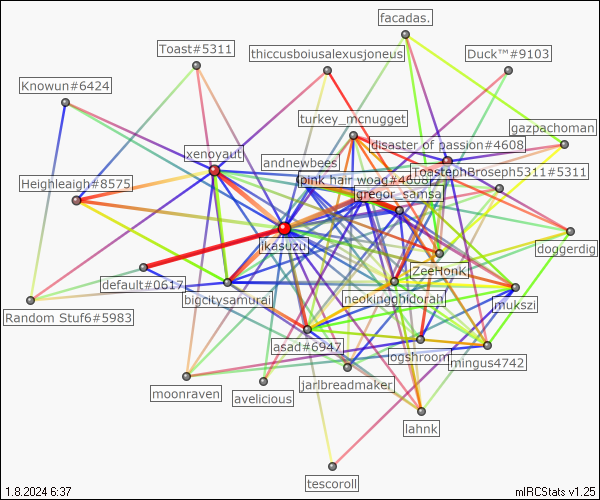 facadas.
Toast#5311
thiccusboiusalexusjoneus
Duck™#9103
Knowun#6424
turkey_mcnugget
gazpachoman
disaster of passion#4608
xenoyaut
andnewbees
ToastephBroseph5311#5311
Heighleigh#8575
pink hair woag#4608
gregor_samsa
ikasuzu
doggerdig
ZeeHonK
default#0617
bigcitysamurai
neokingghidorah
mukszi
Random Stuf6#5983
asad#6947
ogshroom
mingus4742
moonraven
jarlbreadmaker
avelicious
lahnk
tescoroll
1.8.2024 6:37
mIRCStats v1.25